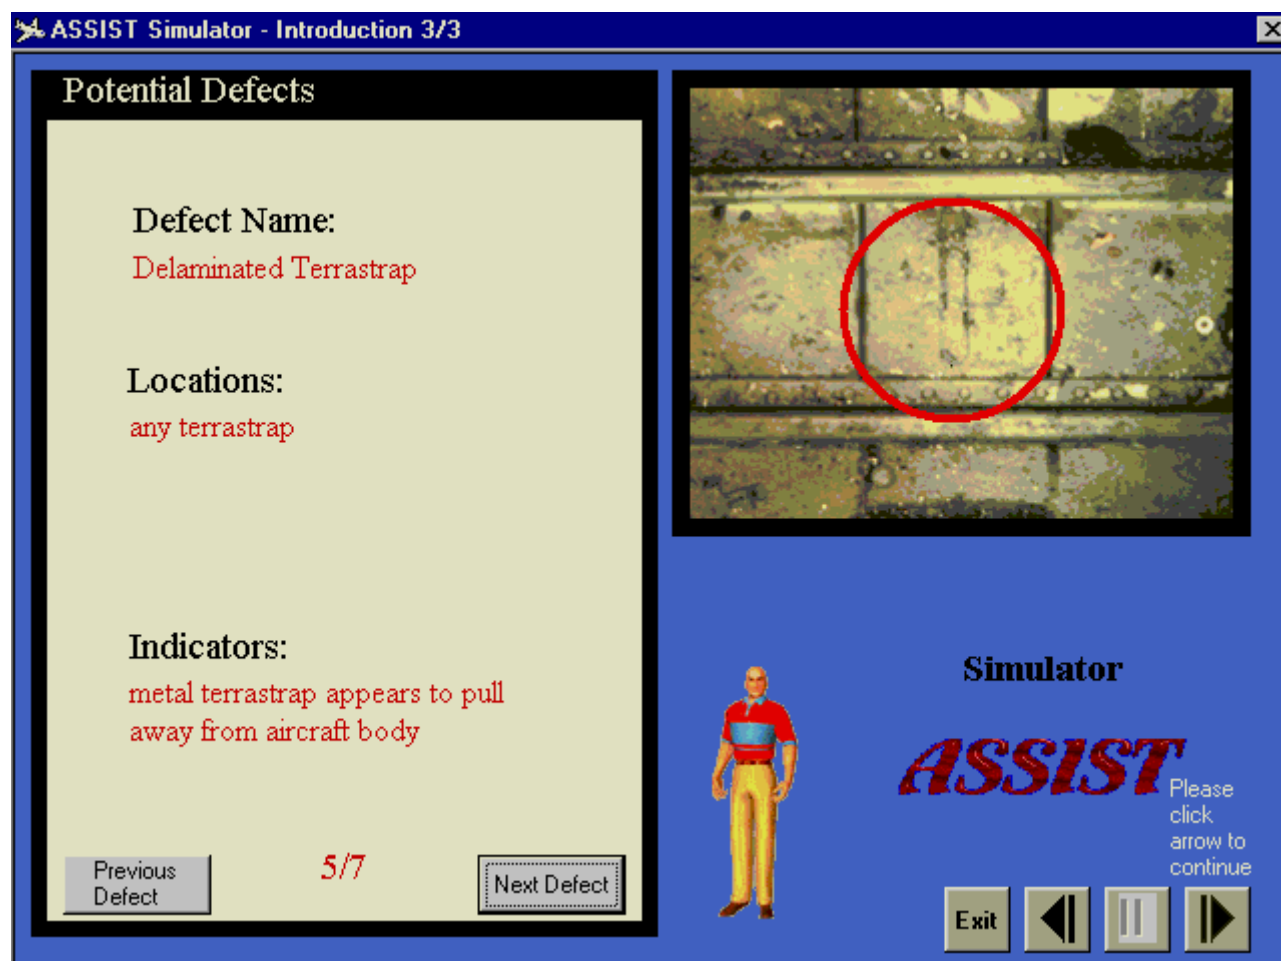 ASSIST Simulator - Introduction 3/3
Potential Defects
Defect Name:
Delaminated Terrastrap
Locations:
any terrastrap
Indicators:
metal terrastrap appears to pull
away from aircraft body
Previous
Defect
5/7
Next Defect
Simulator
ASSIST
Please
click
arrow to
continue
Exit